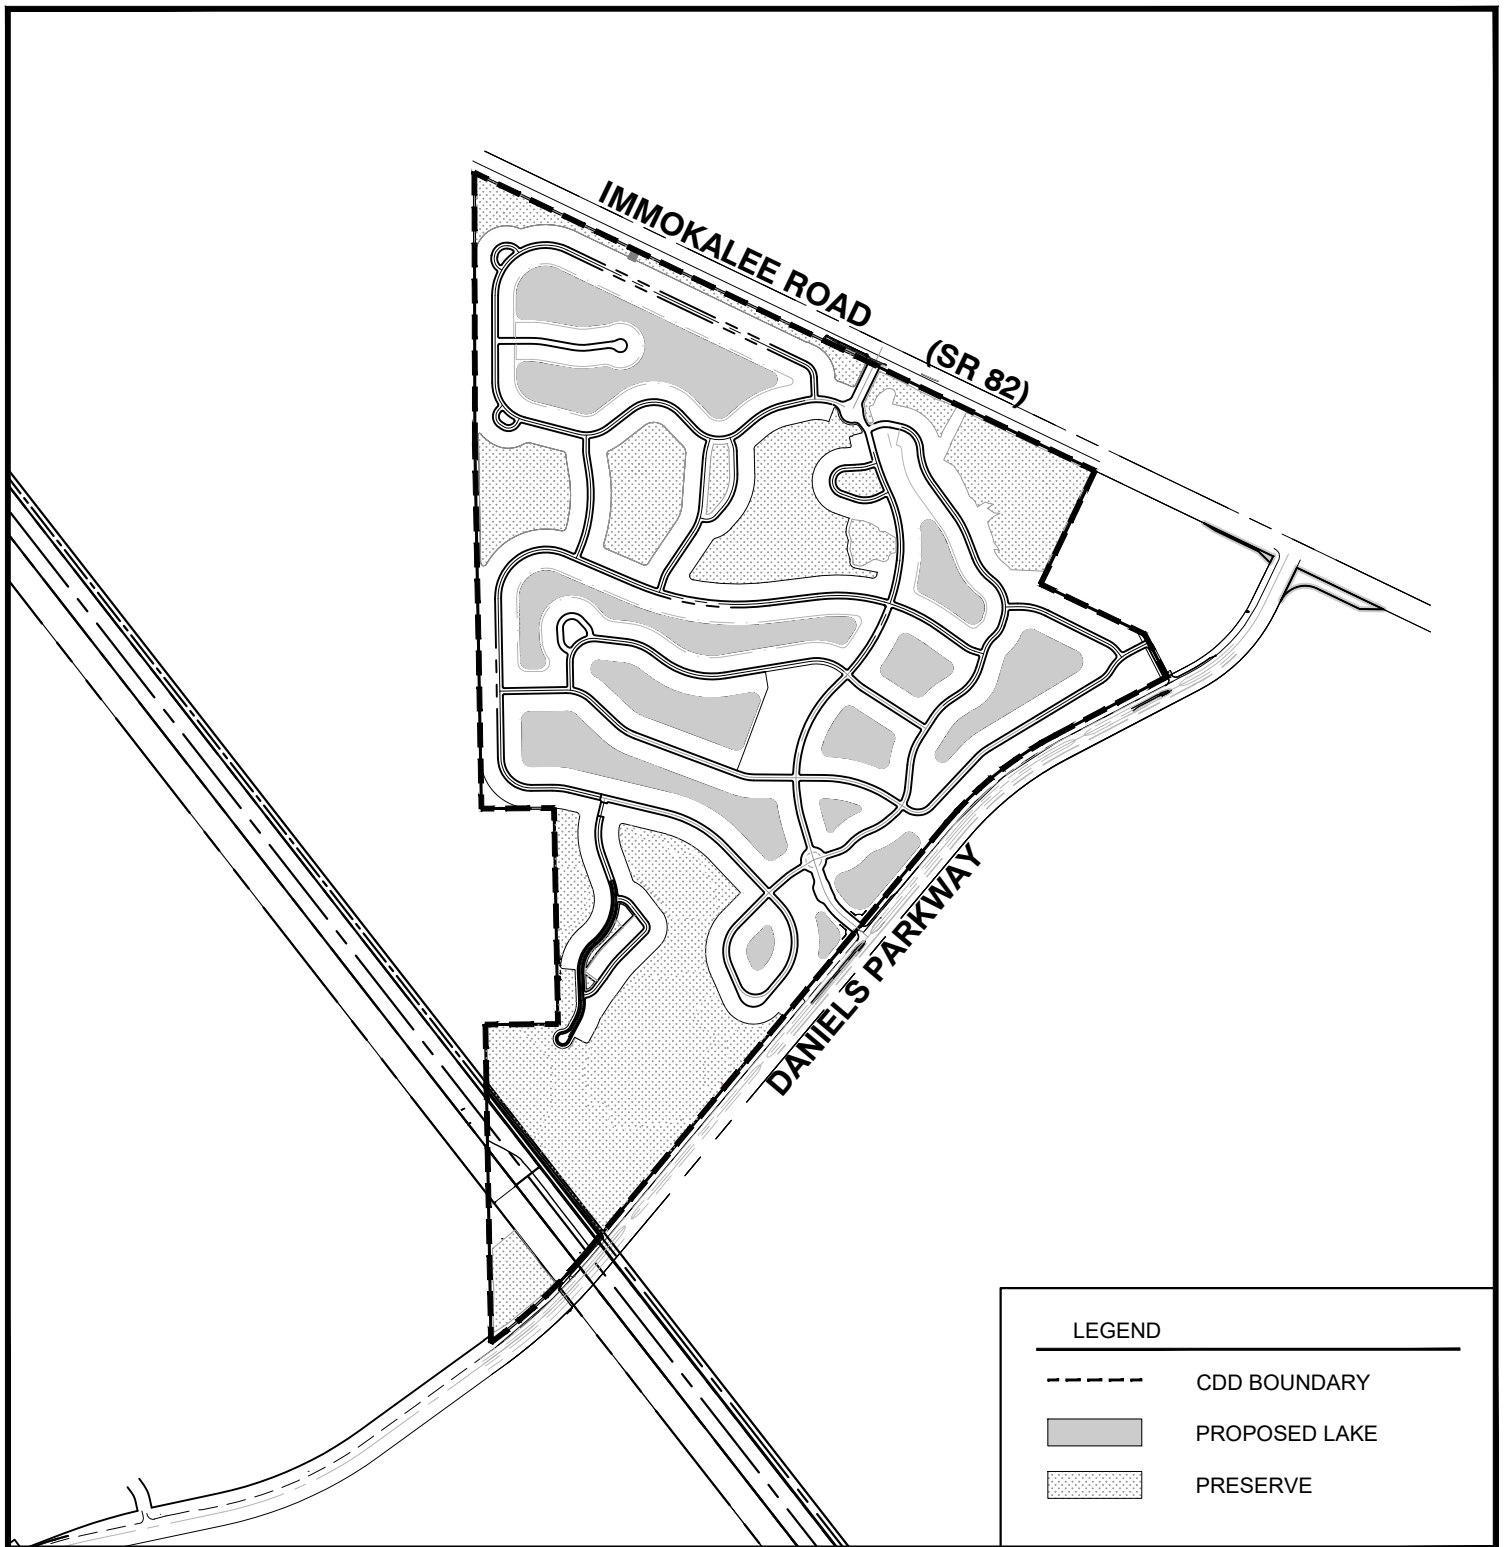 IMMOKALEE ROAD
(SR 82)
DANIELS PARKWAY
LEGEND
CDD BOUNDARY
PROPOSED LAKE
PRESERVE